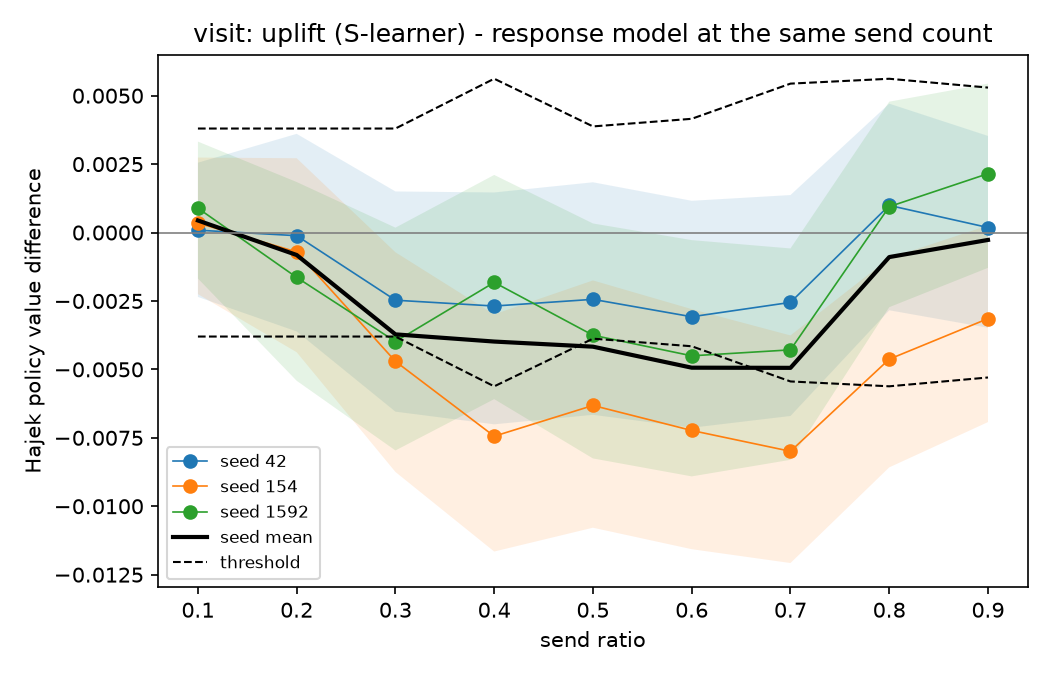 visit: uplift (S-learner) - response model at the same send count
Hajek policy value difference
0.0050
0.0025
0.0000
−0.0025
−0.0050
−0.0075
−0.0100
−0.0125
seed 42
seed 154
seed 1592
seed mean
threshold
0.1 0.2 0.3 0.4 0.5 0.6 0.7 0.8 0.9
send ratio